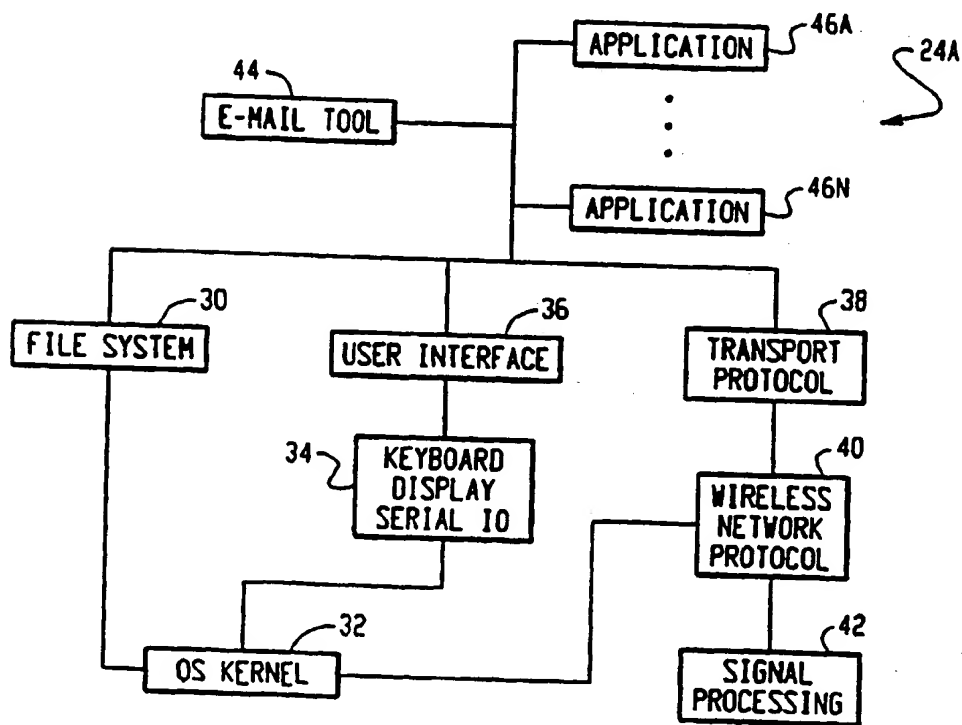 46A
APPLICATION
24A
44
E-MAIL TOOL
46N
APPLICATION
30
FILE SYSTEM
36
USER INTERFACE
38
TRANSPORT
PROTOCOL
34
KEYBOARD
DISPLAY
SERIAL IO
40
WIRELESS
NETWORK
PROTOCOL
32
OS KERNEL
42
SIGNAL
PROCESSING